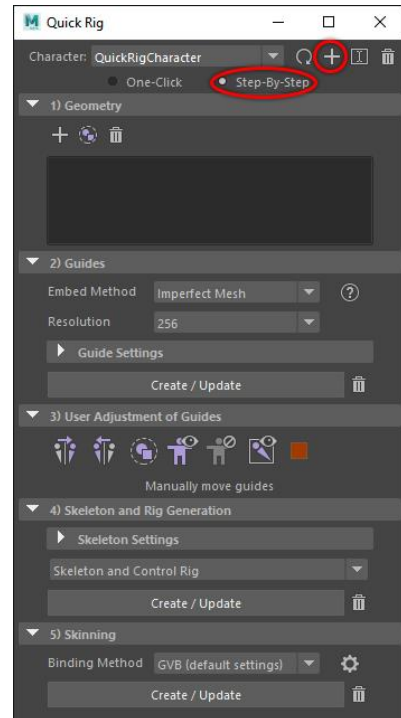 M Quick Rig
Character: QuickRigCharacter
One-Click Step-By-Step
1) Geometry
2) Guides
Embed Method Imperfect Mesh ?
Resolution 256
Guide Settings
Create / Update
3) User Adjustment of Guides
Manually move guides
4) Skeleton and Rig Generation
Skeleton Settings
Skeleton and Control Rig
Create / Update
5) Skinning
Binding Method GVB (default settings)
Create / Update